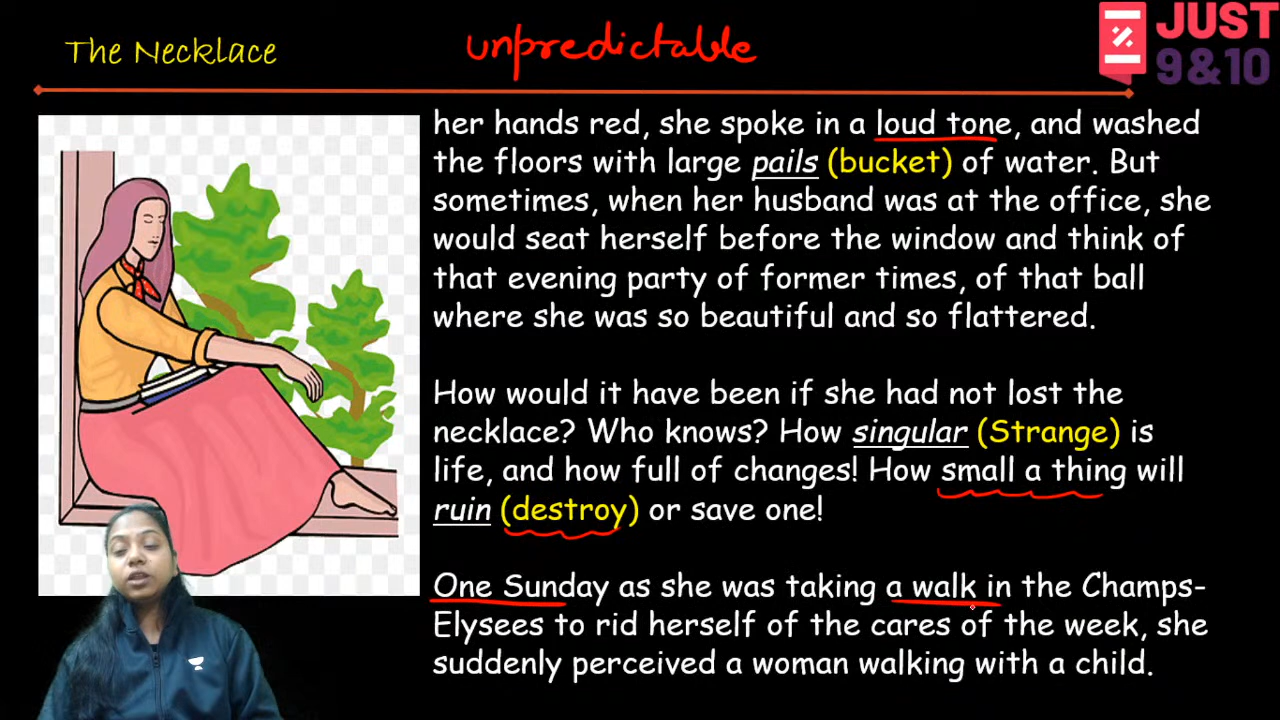 The Necklace
unpredictable
JUST
9&10
her hands red, she spoke in a loud tone, and washed
the floors with large pails (bucket) of water. But
sometimes, when her husband was at the office, she
would seat herself before the window and think of
that evening party of former times, of that ball
where she was so beautiful and so flattered.
How would it have been if she had not lost the
necklace? Who knows? How singular (Strange) is
life, and how full of changes! How small a thing will
ruin (destroy) or save one!
One Sunday as she was taking a walk in the Champs-
Elysees to rid herself of the cares of the week, she
suddenly perceived a woman walking with a child.